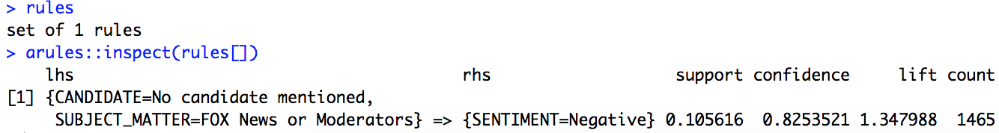 > rules
set of 1 rules
> arules::inspect(rules[])
    lhs                                       rhs                   support confidence     lift count
[1] {CANDIDATE=No candidate mentioned,
     SUBJECT_MATTER=FOX News or Moderators} => {SENTIMENT=Negative} 0.105616  0.8253521 1.347988  1465